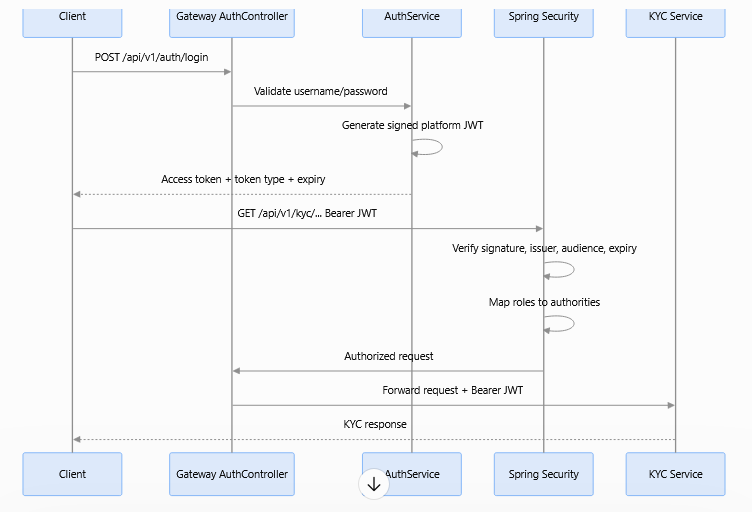 Client Gateway AuthController AuthService Spring Security KYC Service
POST /api/v1/auth/login
Validate username/password
Generate signed platform JWT
Access token + token type + expiry
GET /api/v1/kyc/... Bearer JWT
Verify signature, issuer, audience, expiry
Map roles to authorities
Authorized request
Forward request + Bearer JWT
KYC response
Client Gateway AuthController AuthService Spring Security KYC Service